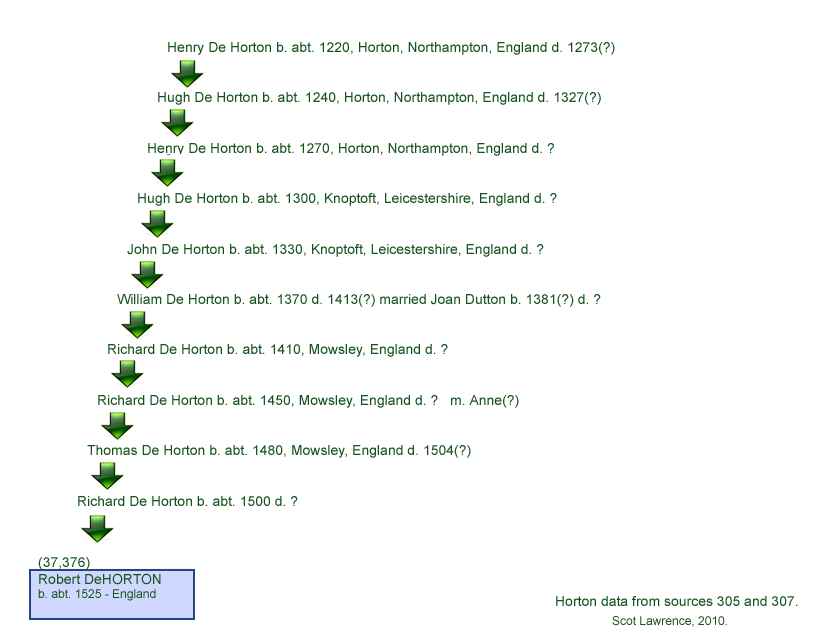 Henry De Horton b. abt. 1220, Horton, Northampton, England d. 1273(?)
Hugh De Horton b. abt. 1240, Horton, Northampton, England d. 1327(?)
Henry De Horton b. abt. 1270, Horton, Northampton, England d. ?
Hugh De Horton b. abt. 1300, Knoptoft, Leicestershire, England d. ?
John De Horton b. abt. 1330, Knoptoft, Leicestershire, England d. ?
William De Horton b. abt. 1370 d. 1413(?) married Joan Dutton b. 1381(?) d. ?
Richard De Horton b. abt. 1410, Mowsley, England d. ?
Richard De Horton b. abt. 1450, Mowsley, England d. ? m. Anne(?)
Thomas De Horton b. abt. 1480, Mowsley, England d. 1504(?)
Richard De Horton b. abt. 1500 d. ?
(37,376)
Robert DeHORTON
b. abt. 1525 - England
Horton data from sources 305 and 307.
Scot Lawrence, 2010.